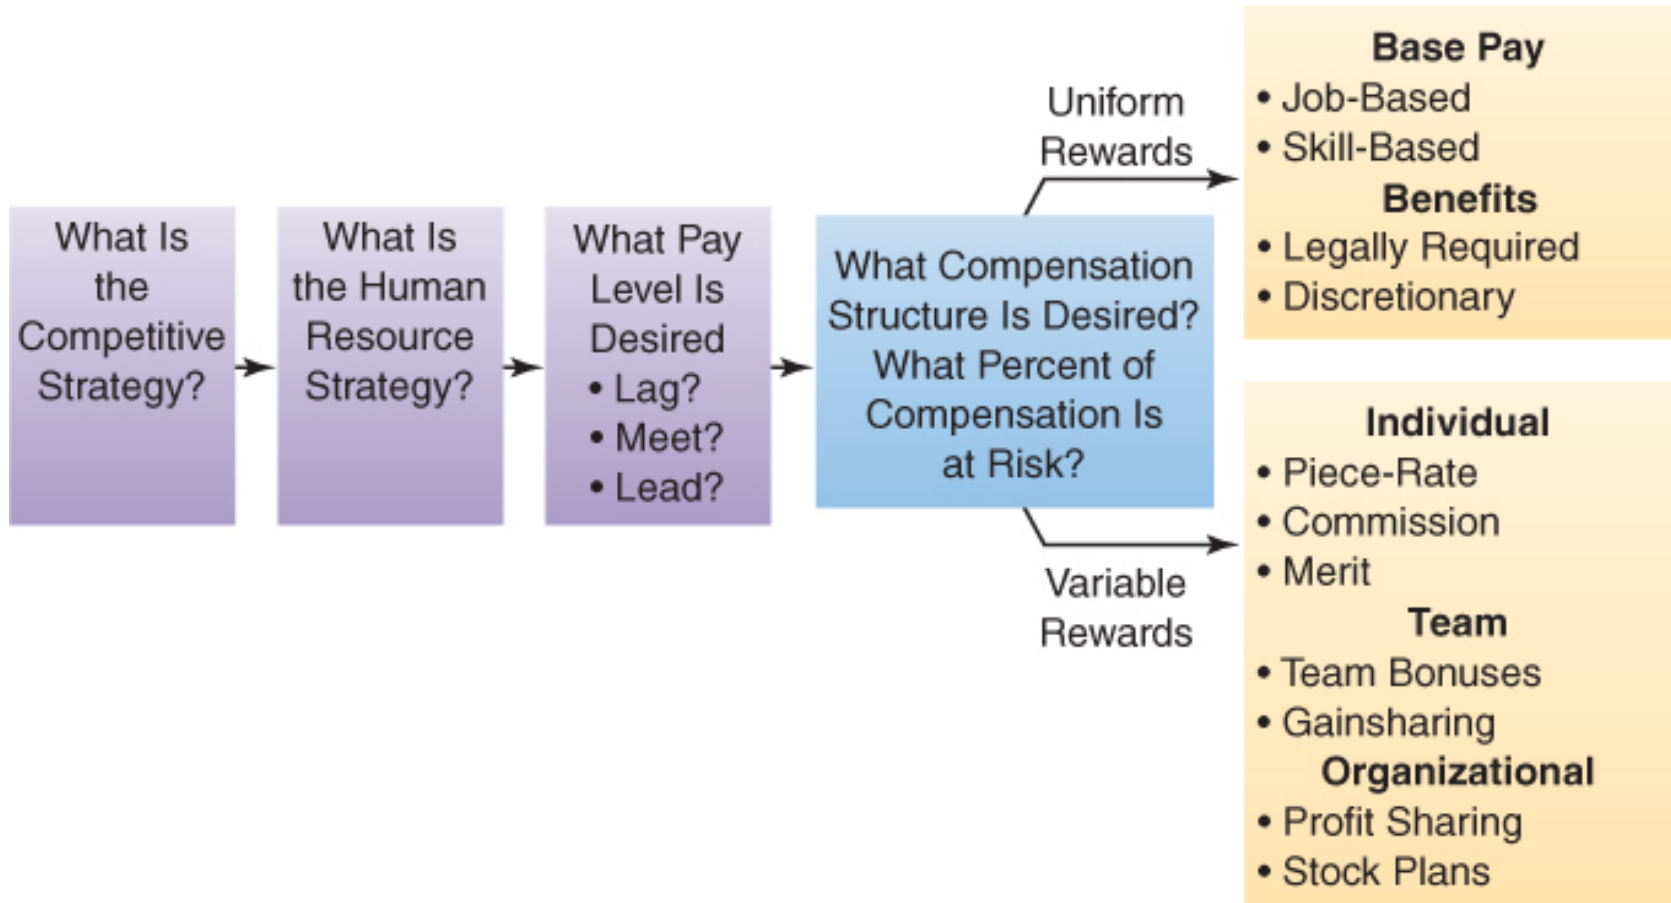 What Is
the
Competitive
Strategy?
What Is
the Human
Resource
Strategy?
What Pay
Level Is
Desired
• Lag?
• Meet?
• Lead?
What Compensation
Structure Is Desired?
What Percent of
Compensation Is
at Risk?
Uniform
Rewards
Base Pay
• Job-Based
• Skill-Based
Benefits
• Legally Required
• Discretionary
Variable
Rewards
Individual
• Piece-Rate
• Commission
• Merit
Team
• Team Bonuses
• Gainsharing
Organizational
• Profit Sharing
• Stock Plans